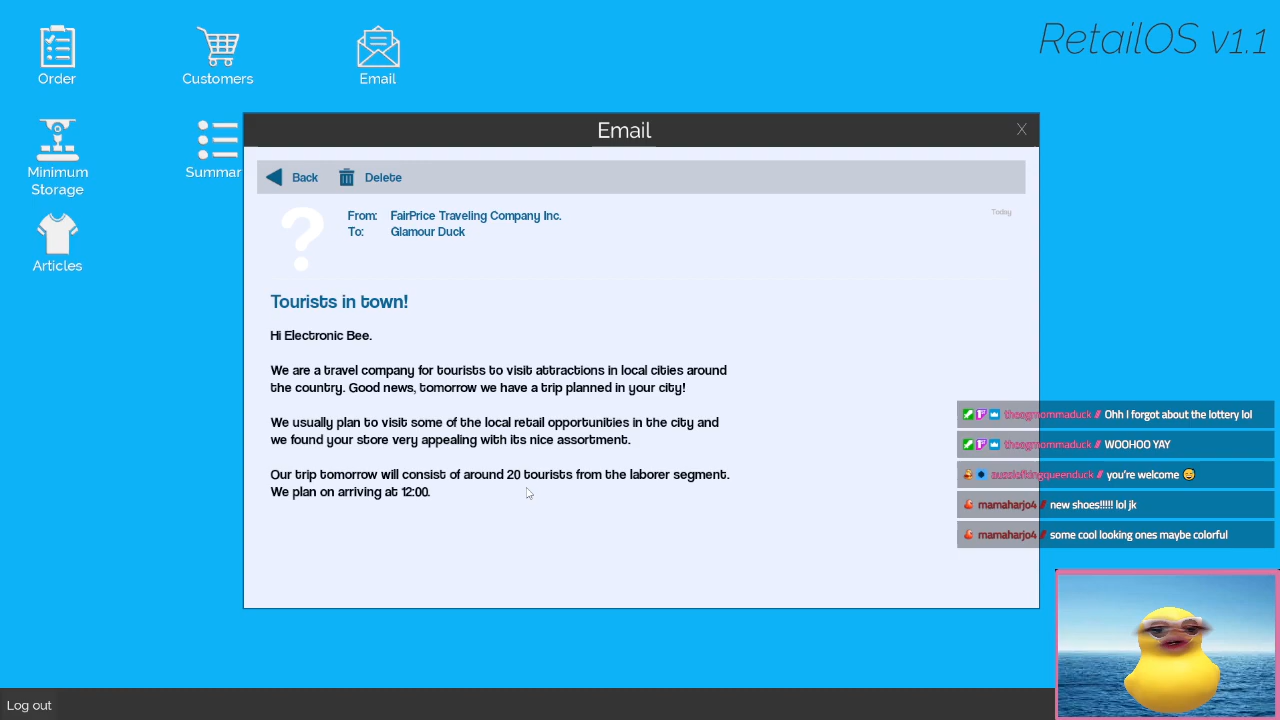 RetailOS v1.1
Order
Customers
Email
Minimum
Storage
Summar
Articles
Email
X
Back
Delete
From: FairPrice Traveling Company Inc.
To: Glamour Duck
Today
Tourists in town!
Hi Electronic Bee.
We are a travel company for tourists to visit attractions in local cities around
the country. Good news, tomorrow we have a trip planned in your city!
We usually plan to visit some of the local retail opportunities in the city and
we found your store very appealing with its nice assortment.
Our trip tomorrow will consist of around 20 tourists from the laborer segment.
We plan on arriving at 12:00.
theogmommaduck // Ohh I forgot about the lottery lol
theogmommaduck // WOOHOO YAY
// you're welcome
mamaharjo4 // new shoes!!!!! lol jk
mamaharjo4 // some cool looking ones maybe colorful
Log out